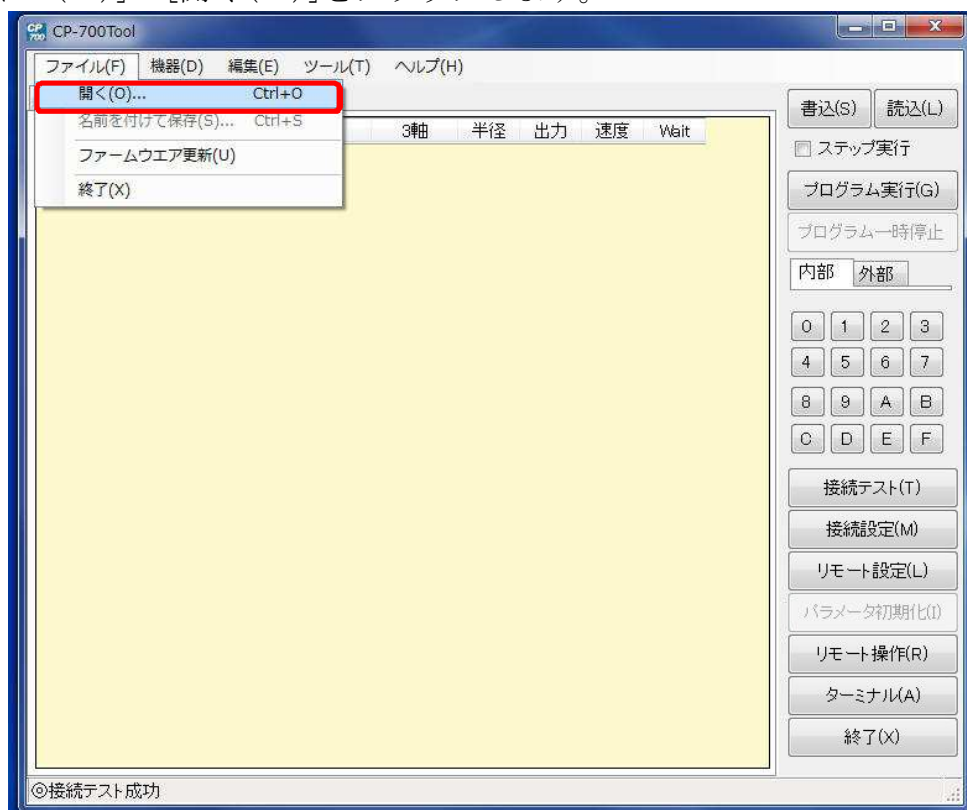 CP-700Tool
ファイル(F) 機器(D) 編集(E) ツール(T) ヘルプ(H)
開く(O)... Ctrl+O
名前を付けて保存(S)... Ctrl+S
ファームウエア更新(U)
終了(X)
3軸 半径 出力 速度 Wait
書込(S) 読込(L)
ステップ実行
プログラム実行(G)
プログラム一時停止
内部 外部
0 1 2 3
4 5 6 7
8 9 A B
C D E F
接続テスト(T)
接続設定(M)
リモート設定(L)
パラメータ初期化(I)
リモート操作(R)
ターミナル(A)
終了(X)
◎接続テスト成功